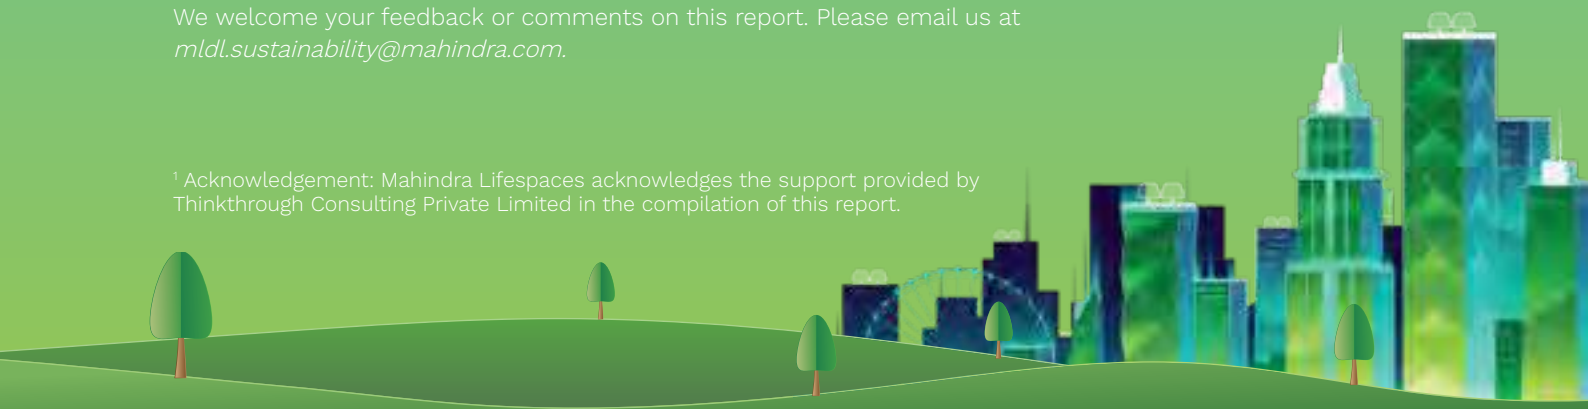 We welcome your feedback or comments on this report. Please email us at
mldl.sustainability@mahindra.com.
¹ Acknowledgement: Mahindra Lifespaces acknowledges the support provided by
Thinkthrough Consulting Private Limited in the compilation of this report.